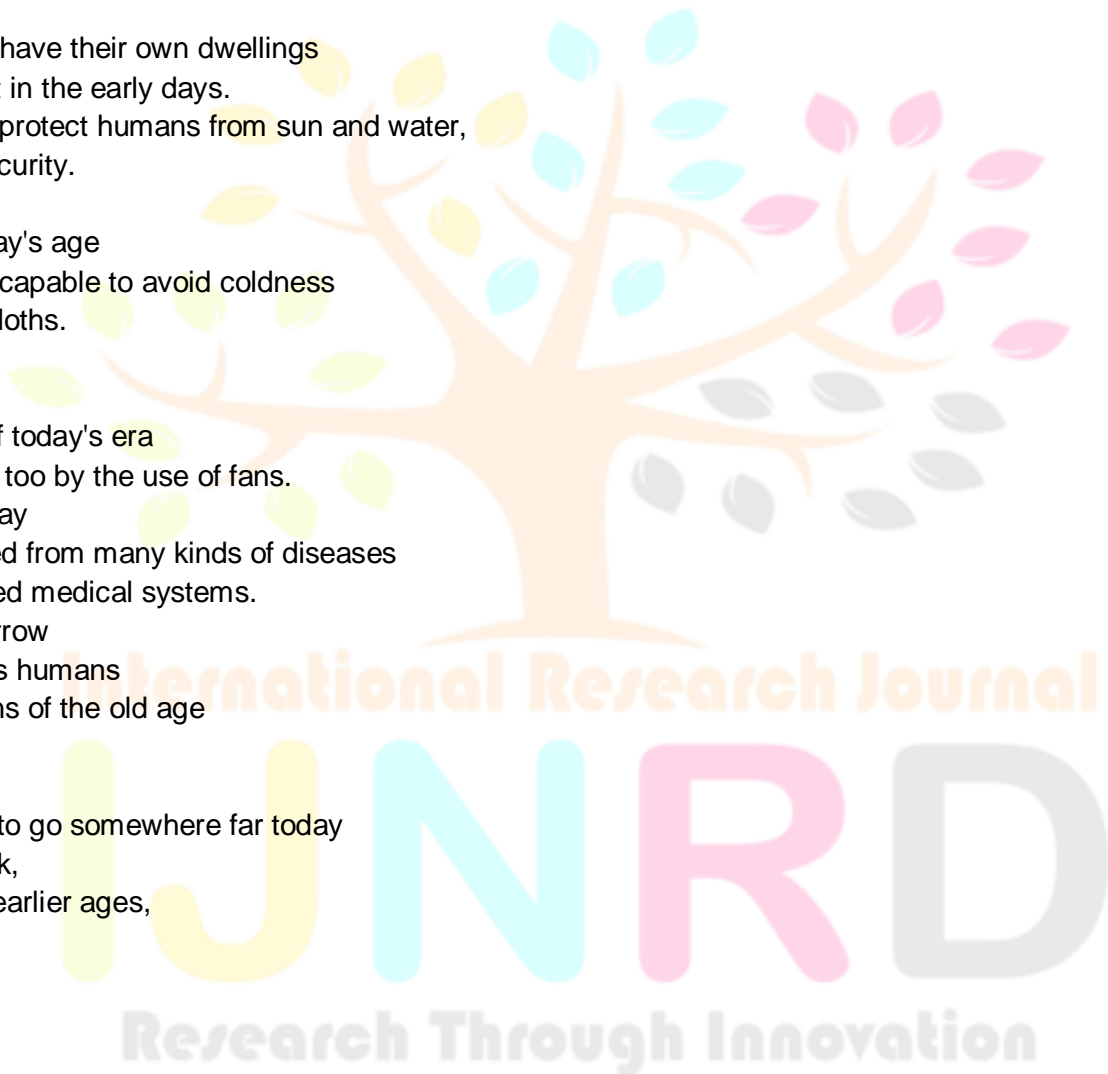 have their own dwellings
in the early days.
protect humans from sun and water,
curity.
ay's age
capable to avoid coldness
loths.
f today's era
too by the use of fans.
ay
ed from many kinds of diseases
ed medical systems.
rrow
s humans
ns of the old age
to go somewhere far today
k,
earlier ages,
International Research Journal
IJNRD
Research Through Innovation